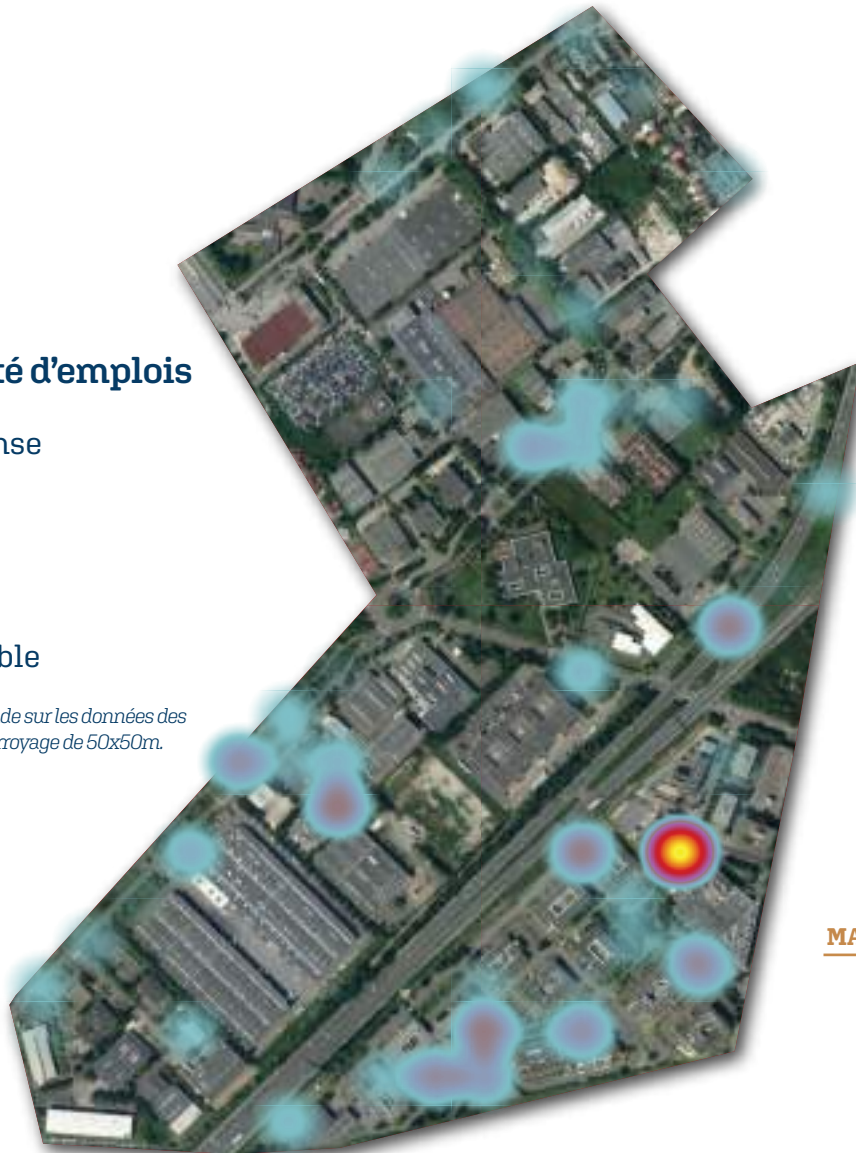 té d'emplois
nse
ble
de sur les données des
rroyage de 50x50m.
MA